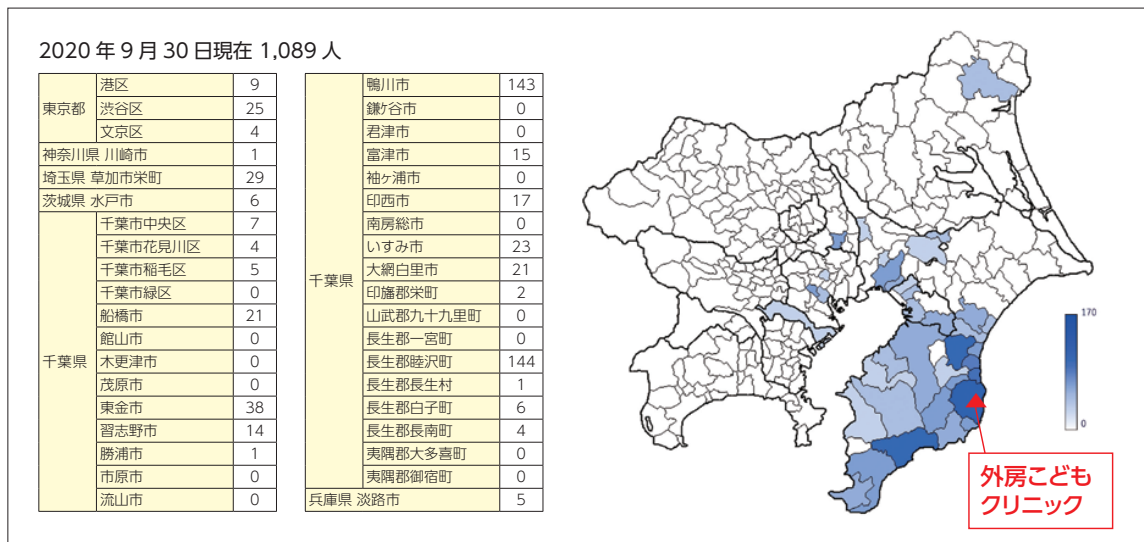 2020 年 9 月 30 日現在 1,089 人
東京都 港区 9
渋谷区 25
文京区 4
神奈川県 川崎市 1
埼玉県 草加市栄町 29
茨城県 水戸市 6
千葉県 千葉市中央区 7
千葉市花見川区 4
千葉市稲毛区 5
千葉市緑区 0
船橋市 21
館山市 0
木更津市 0
茂原市 0
東金市 38
習志野市 14
勝浦市 1
市原市 0
流山市 0
千葉県 鴨川市 143
鎌ケ谷市 0
君津市 0
富津市 15
袖ヶ浦市 0
印西市 17
南房総市 0
いすみ市 23
大網白里市 21
印旛郡栄町 2
山武郡九十九里町 0
長生郡一宮町 0
長生郡睦沢町 144
長生郡長生村 1
長生郡白子町 6
長生郡長南町 4
夷隅郡大多喜町 0
夷隅郡御宿町 0
兵庫県 淡路市 5
170
0
外房こども
クリニック